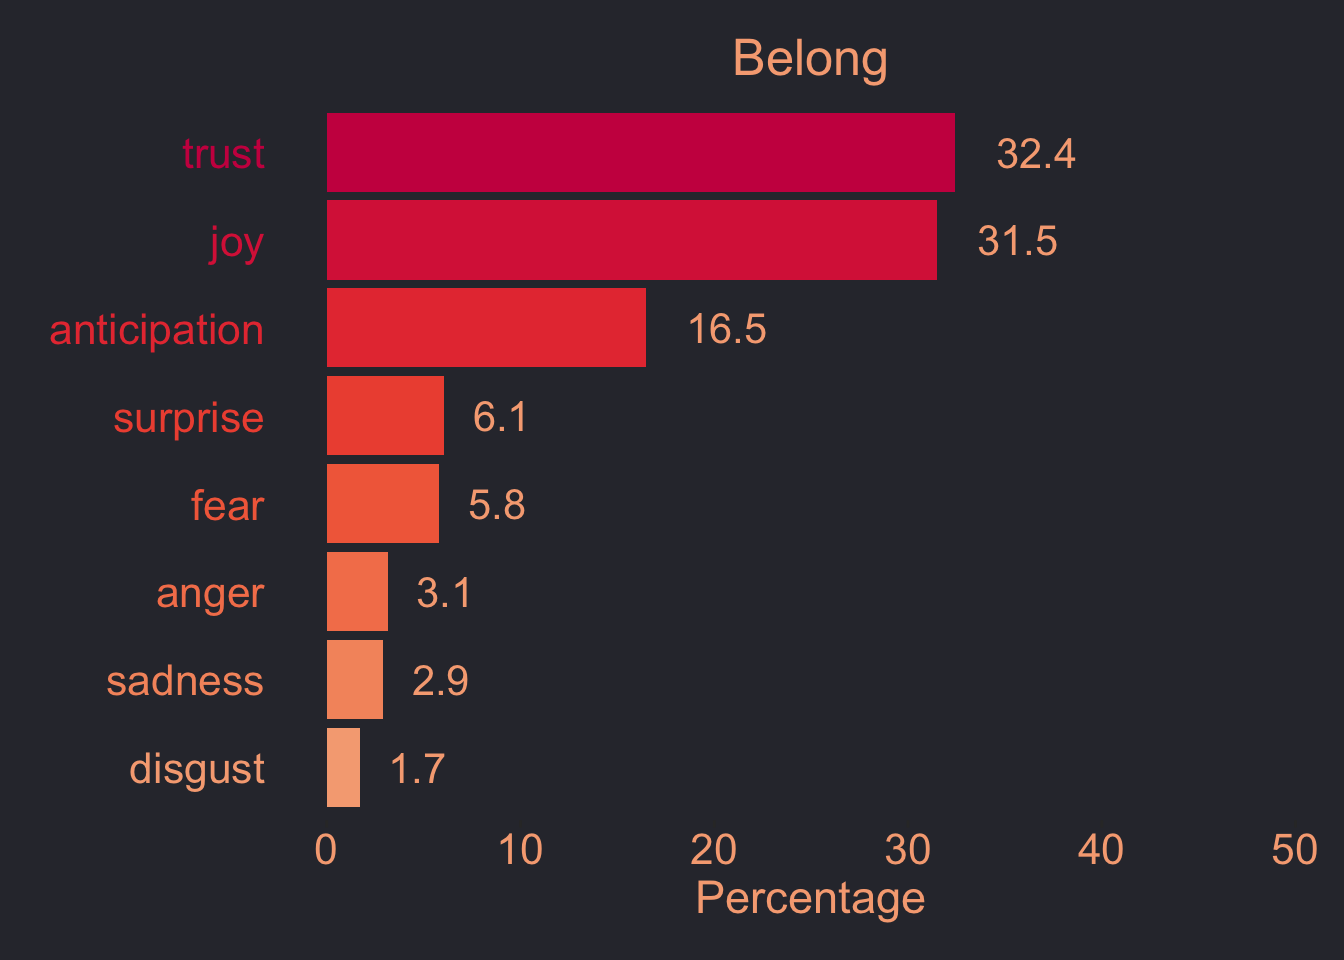 Belong
trust 32.4
joy 31.5
anticipation 16.5
surprise 6.1
fear 5.8
anger 3.1
sadness 2.9
disgust 1.7
0 10 20 30 40 50
Percentage